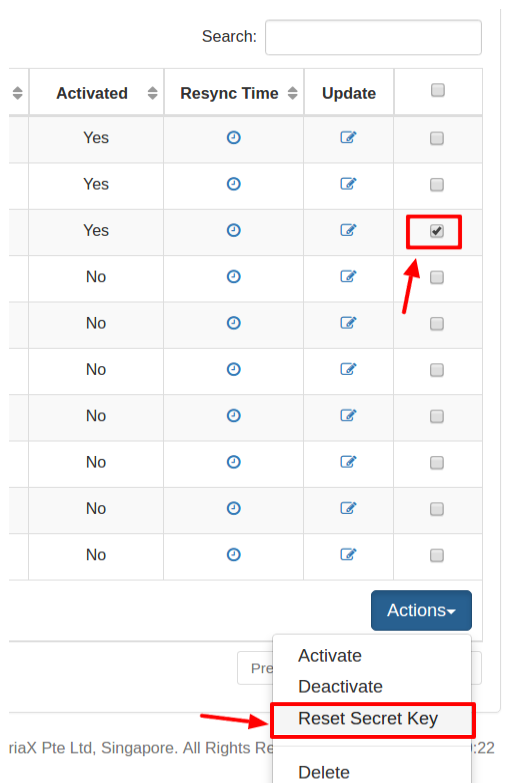 Search:
Activated Resync Time Update
Yes
Yes
Yes
No
No
No
No
No
No
No
Actions
Pre
Activate
Deactivate
Reset Secret Key
Delete
riaX Pte Ltd, Singapore. All Rights Re :22